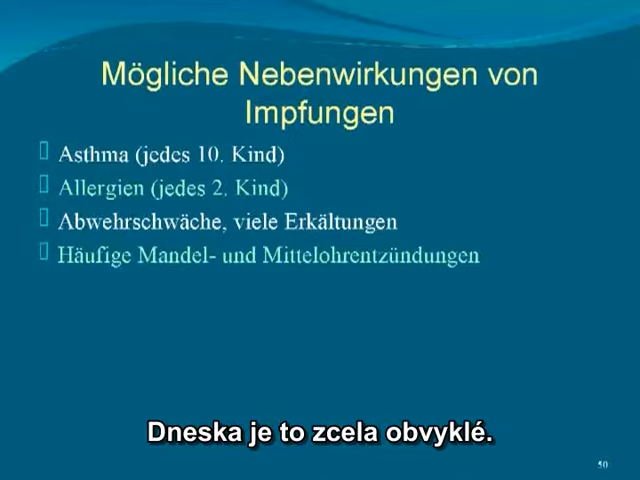 Mögliche Nebenwirkungen von
Impfungen
Asthma (jedes 10. Kind)
Allergien (jedes 2. Kind)
Abwehrschwäche, viele Erkältungen
Häufige Mandel- und Mittelohrentzündungen
Dneska je to zcela obvyklé.
50